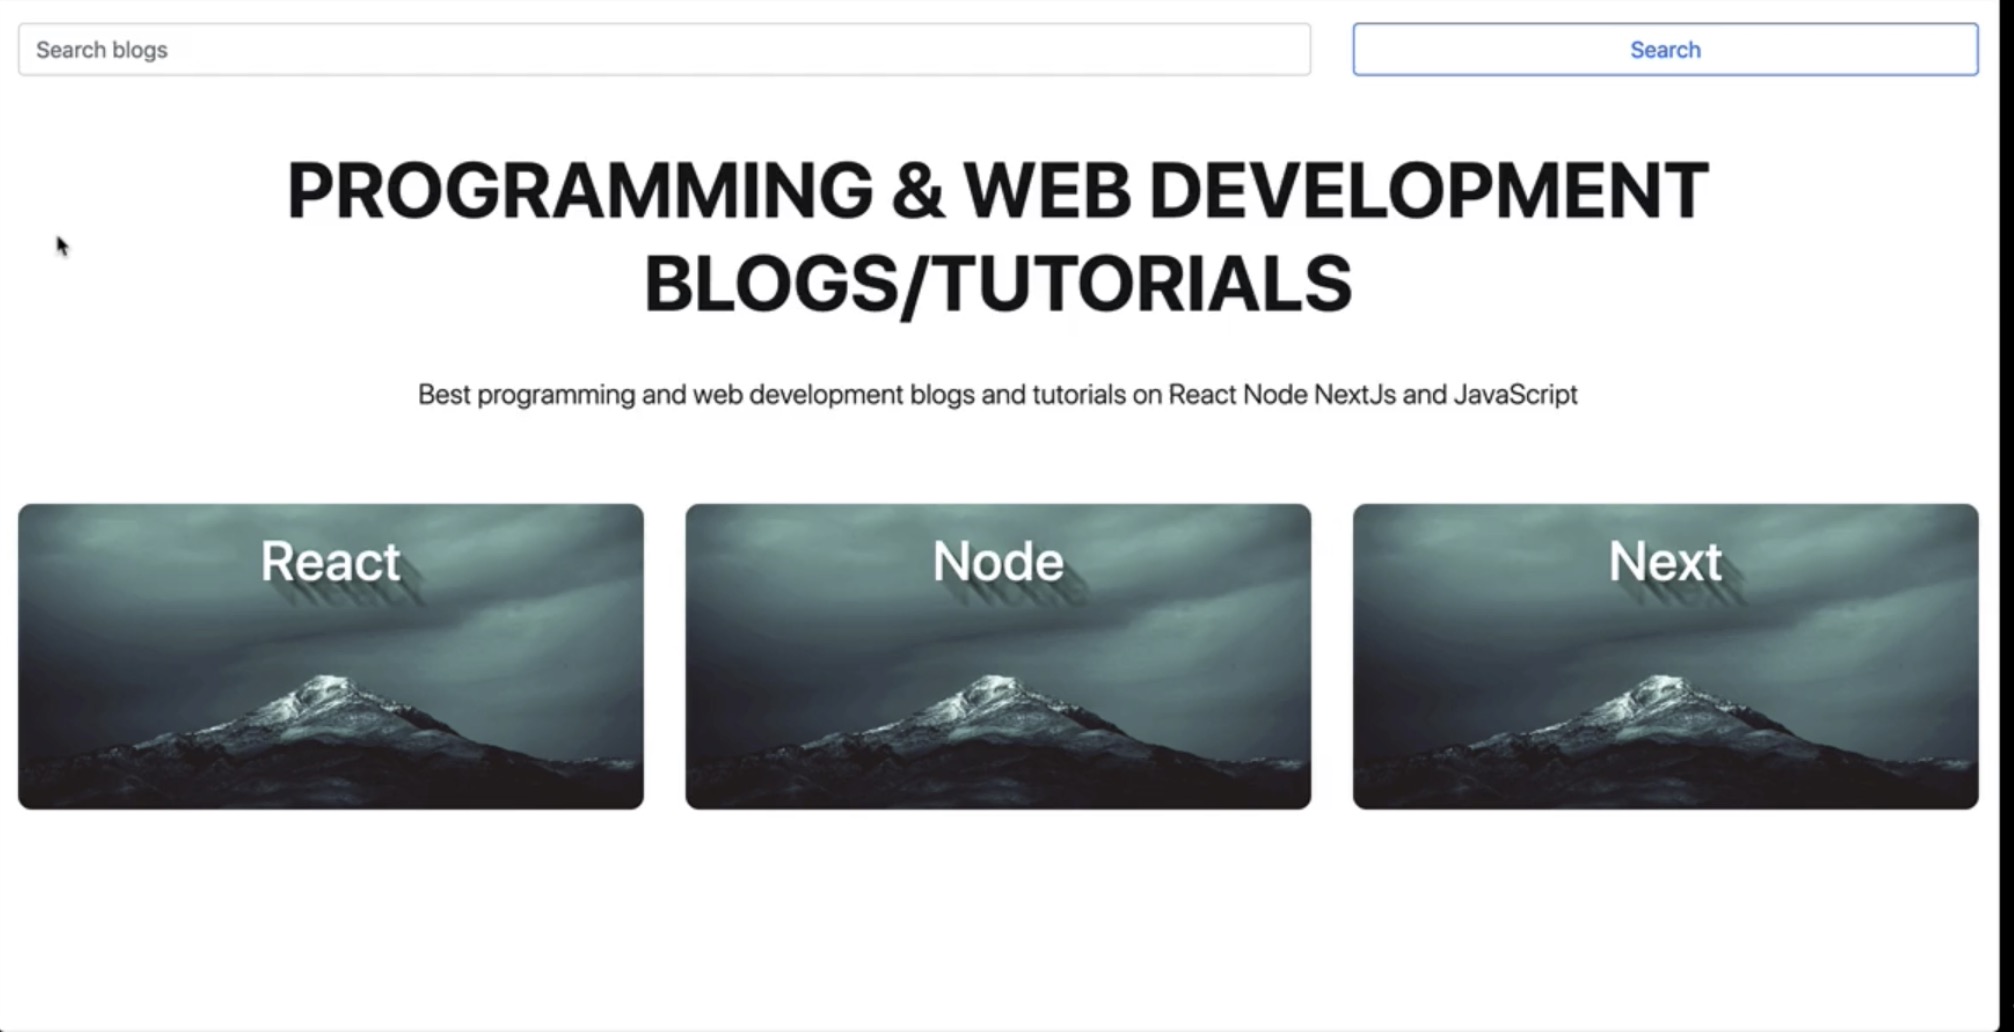 Search blogs
Search
PROGRAMMING & WEB DEVELOPMENT
BLOGS/TUTORIALS
Best programming and web development blogs and tutorials on React Node NextJs and JavaScript
React
Node
Next